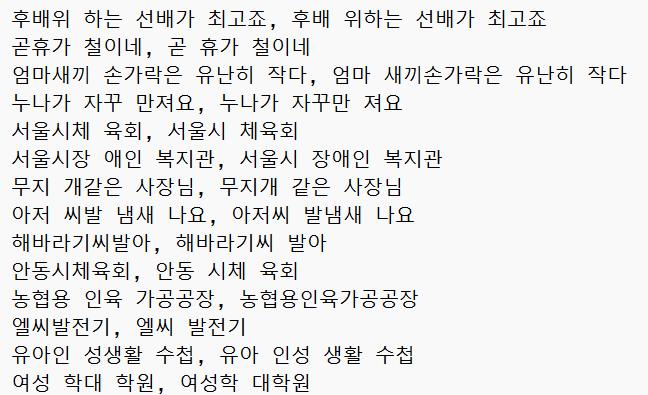 후배위 하는 선배가 최고죠, 후배 위하는 선배가 최고죠
곧휴가 철이네, 곧 휴가 철이네
엄마새끼 손가락은 유난히 작다, 엄마 새끼손가락은 유난히 작다
누나가 자꾸 만져요, 누나가 자꾸만 져요
서울시체 육회, 서울시 체육회
서울시장 애인 복지관, 서울시 장애인 복지관
무지 개같은 사장님, 무지개 같은 사장님
아저 씨발 냄새 나요, 아저씨 발냄새 나요
해바라기씨발아, 해바라기씨 발아
안동시체육회, 안동 시체 육회
농협용 인육 가공공장, 농협용인육가공공장
엘씨발전기, 엘씨 발전기
유아인 성생활 수첩, 유아 인성 생활 수첩
여성 학대 학원, 여성학 대학원